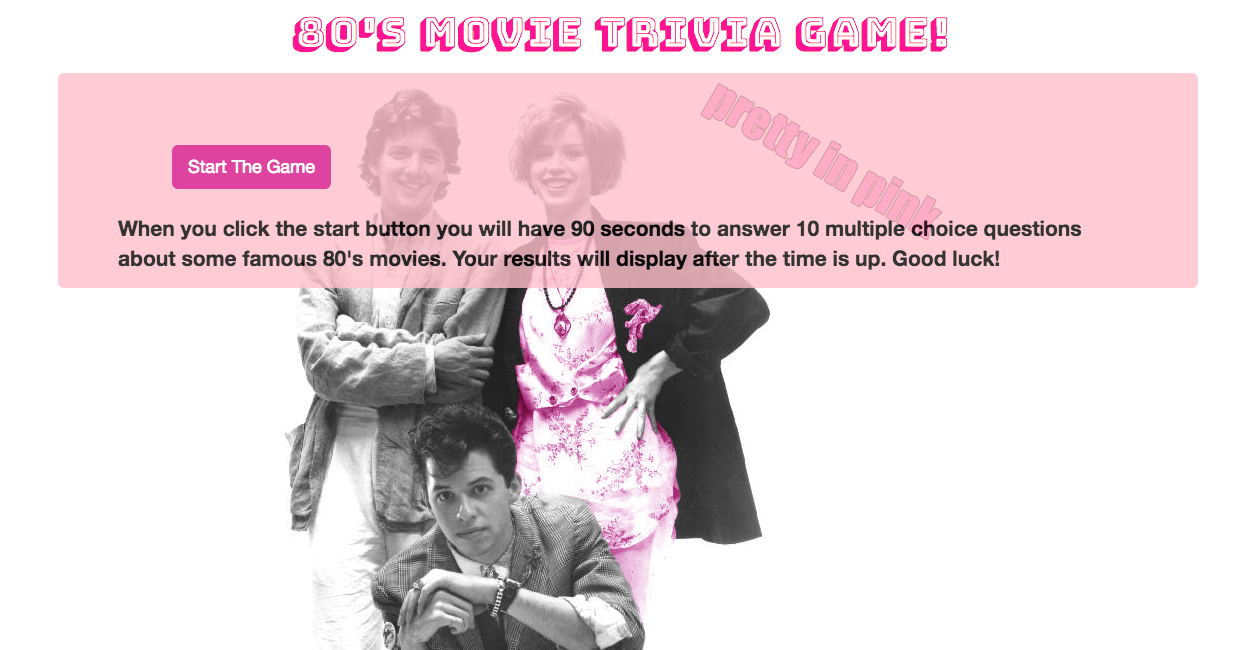 80'S MOVIE TRIVIA GAME!
pretty in pink
Start The Game
When you click the start button you will have 90 seconds to answer 10 multiple choice questions
about some famous 80's movies. Your results will display after the time is up. Good luck!